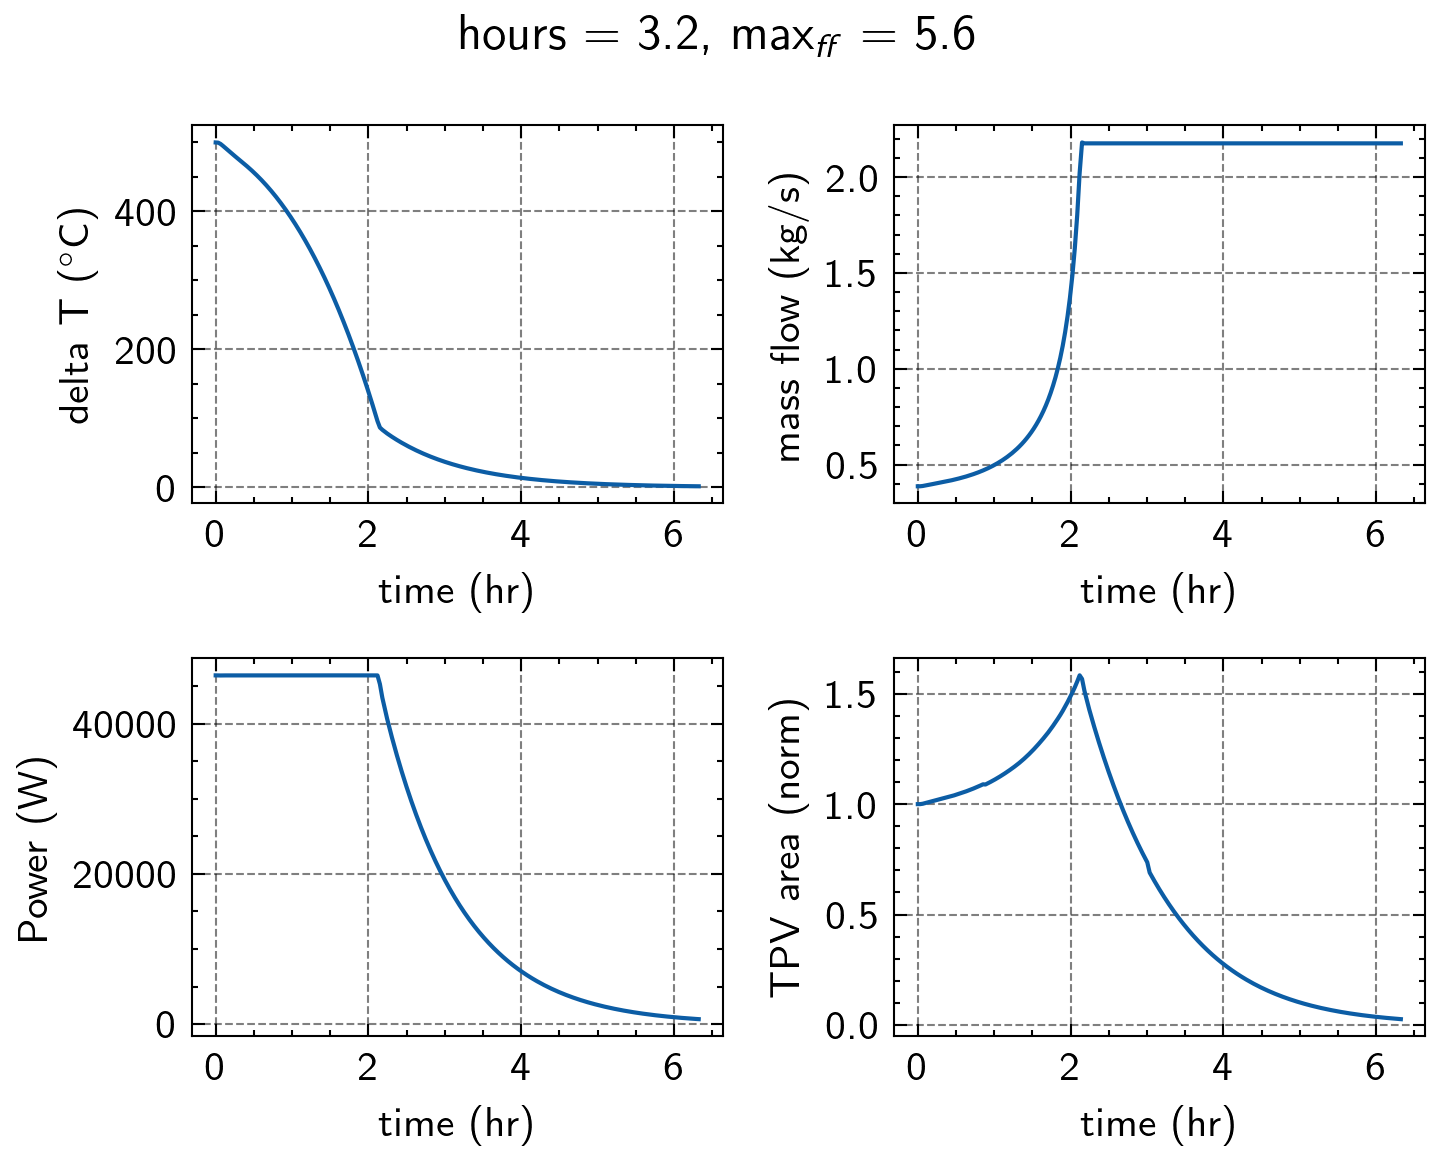 hours = 3.2, max_ff = 5.6
delta T (°C)
400
200
0
0 2 4 6
time (hr)
mass flow (kg/s)
2.0
1.5
1.0
0.5
0 2 4 6
time (hr)
Power (W)
40000
20000
0
0 2 4 6
time (hr)
TPV area (norm)
1.5
1.0
0.5
0.0
0 2 4 6
time (hr)